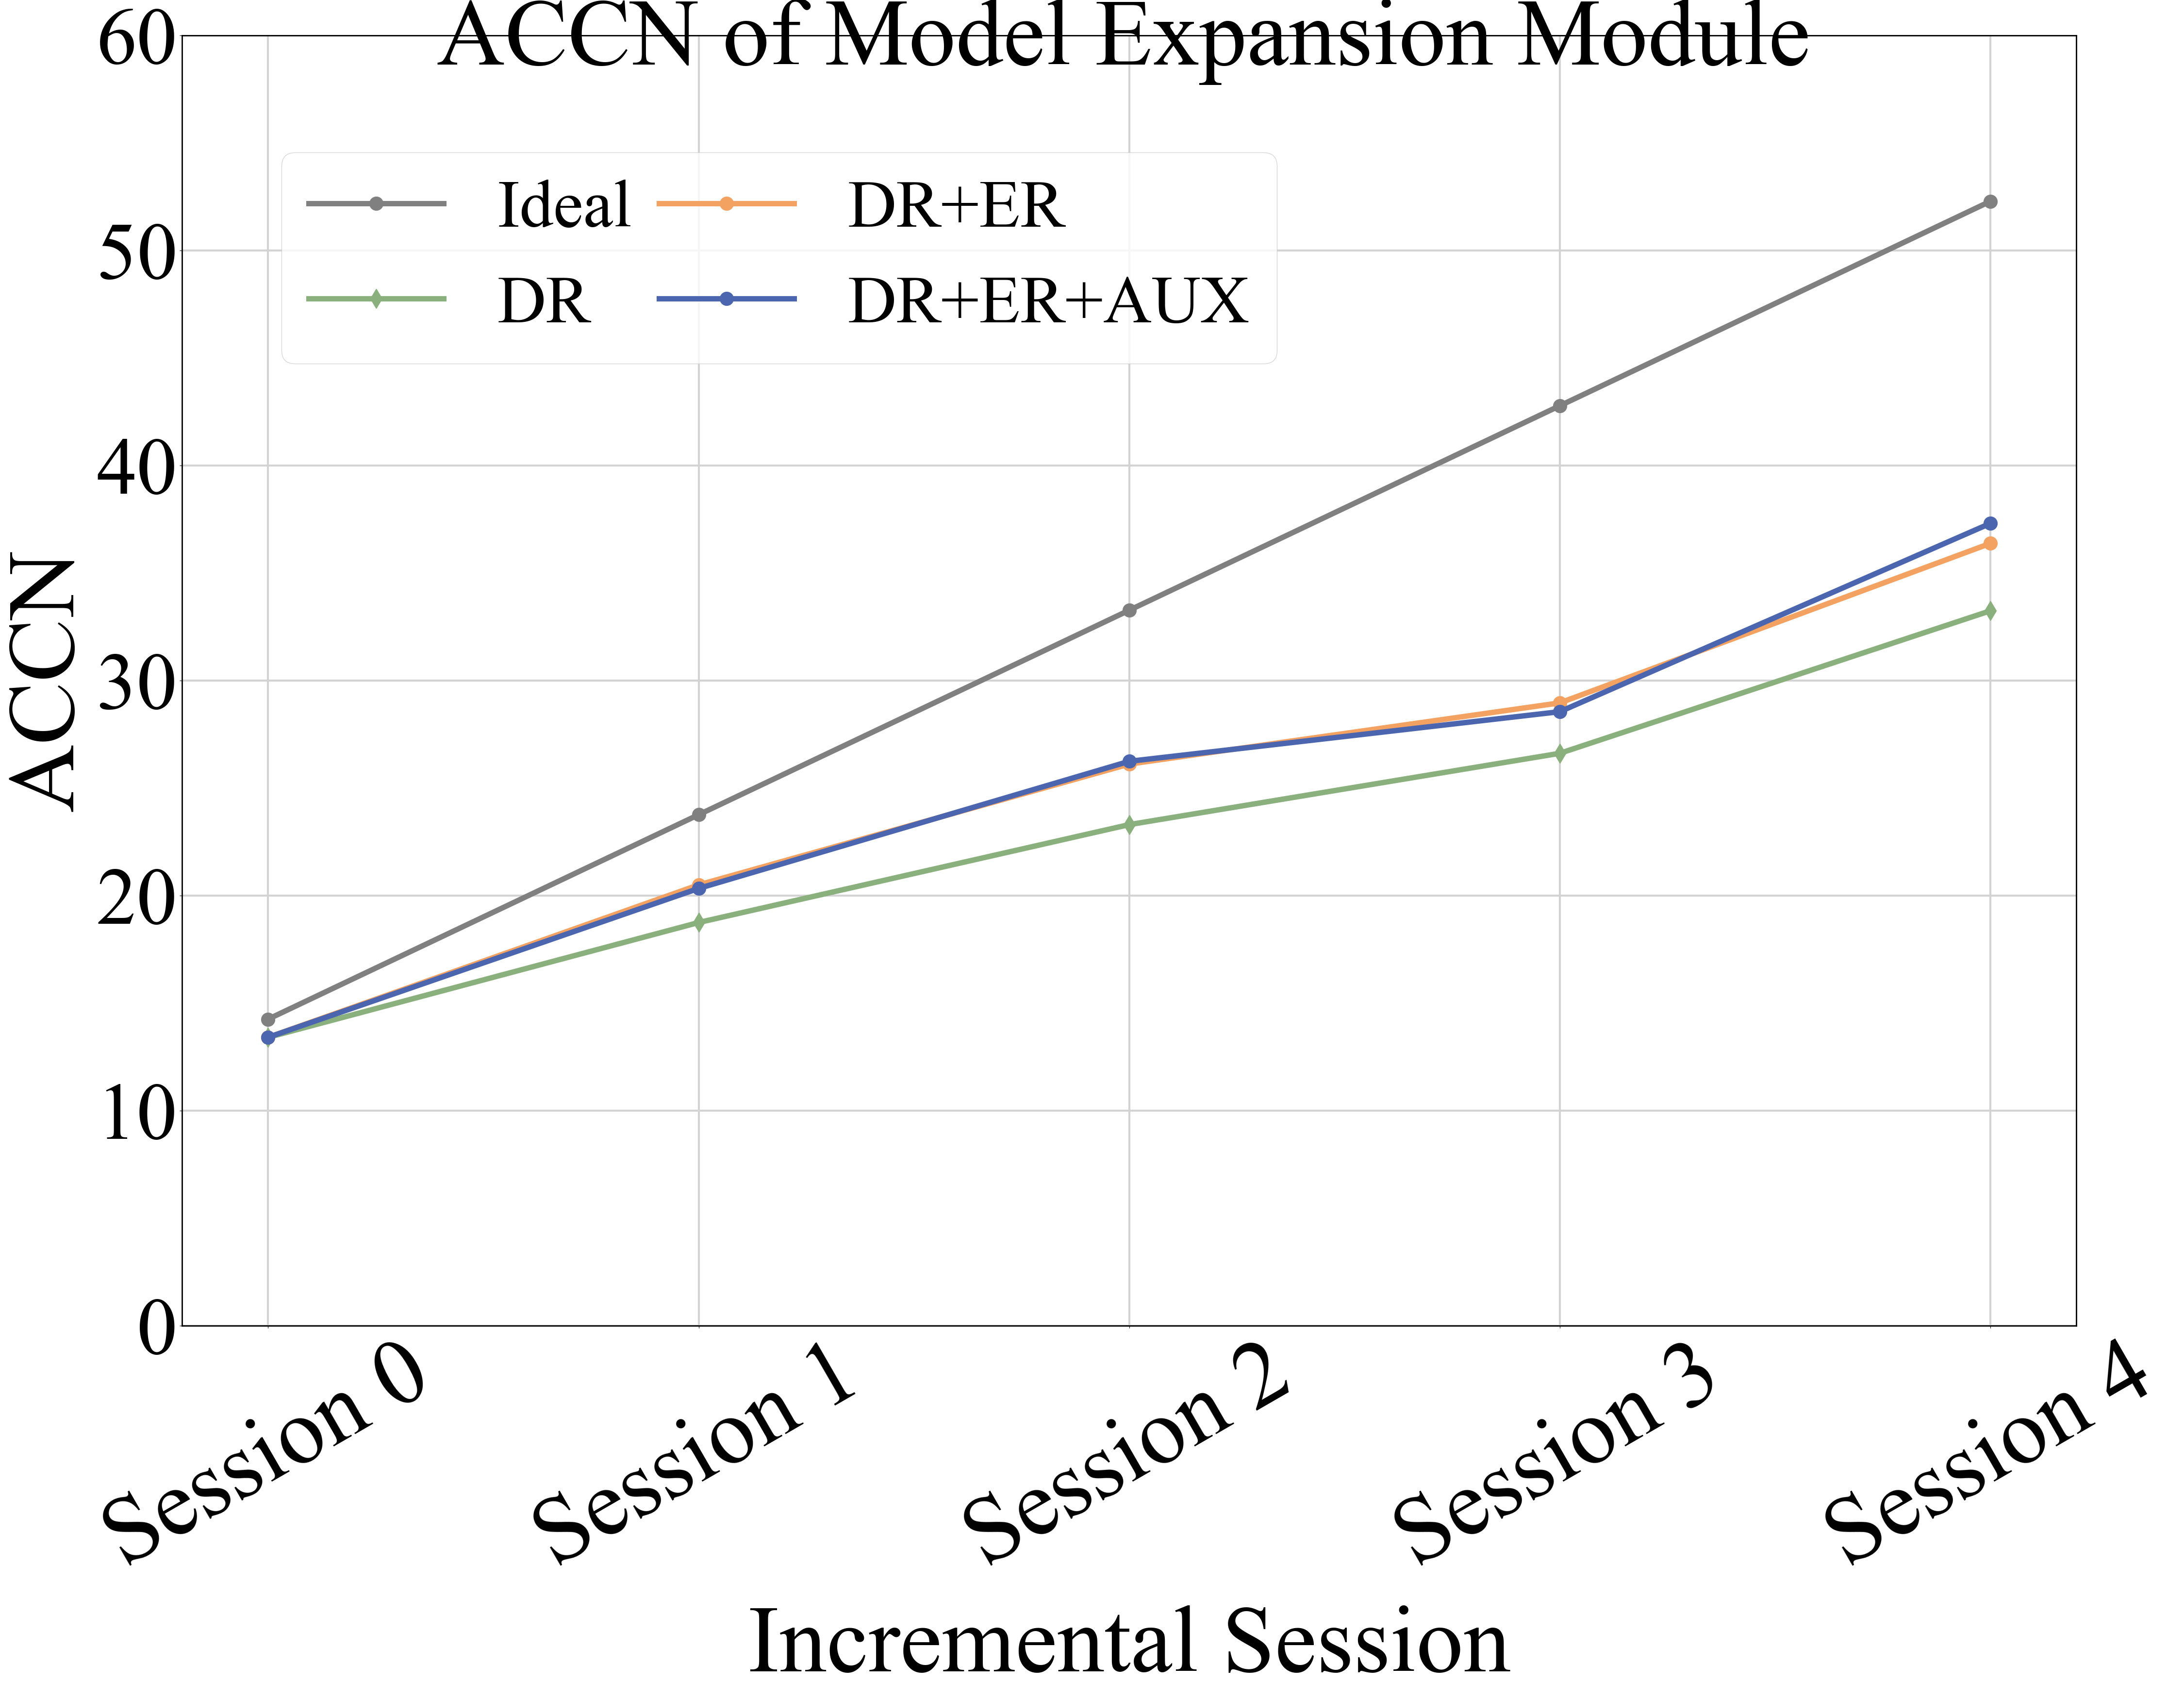 ACCN of Model Expansion Module
60
50
40
30
20
10
0
ACCN
Ideal
DR
DR+ER
DR+ER+AUX
Session 0
Session 1
Session 2
Session 3
Session 4
Incremental Session